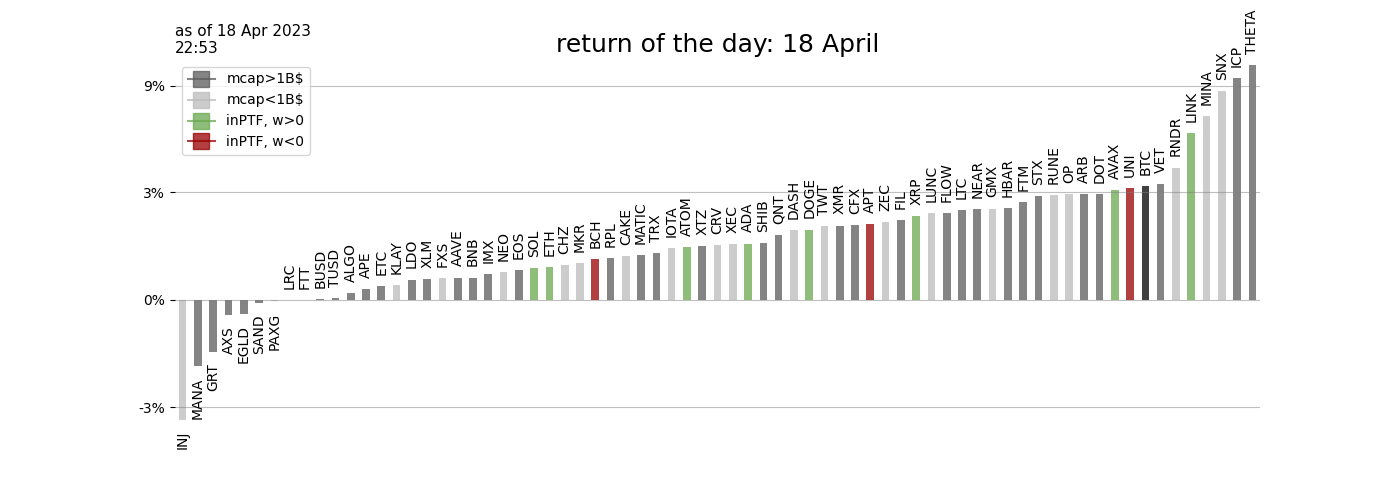 as of 18 Apr 2023
22:53
return of the day: 18 April
mcap>1B$
mcap<1B$
inPTF, w>0
inPTF, w<0
9%
3%
0%
-3%
INJ
MANA
GRT
AXS
EGLD
SAND
PAXG
LRC
FTT
BUSD
TUSD
ALGO
APE
ETC
KLAY
LDO
XLM
FXS
AAVE
BNB
IMX
NEO
EOS
SOL
ETH
CHZ
MKR
BCH
RPL
CAKE
MATIC
TRX
IOTA
ATOM
XTZ
CRV
XEC
ADA
SHIB
QNT
DASH
DOGE
TWT
XMR
CFX
APT
ZEC
FIL
XRP
LUNC
FLOW
LTC
NEAR
GMX
HBAR
FTM
STX
RUNE
OP
ARB
DOT
AVAX
UNI
BTC
VET
RNDR
LINK
MINA
SNX
ICP
THETA